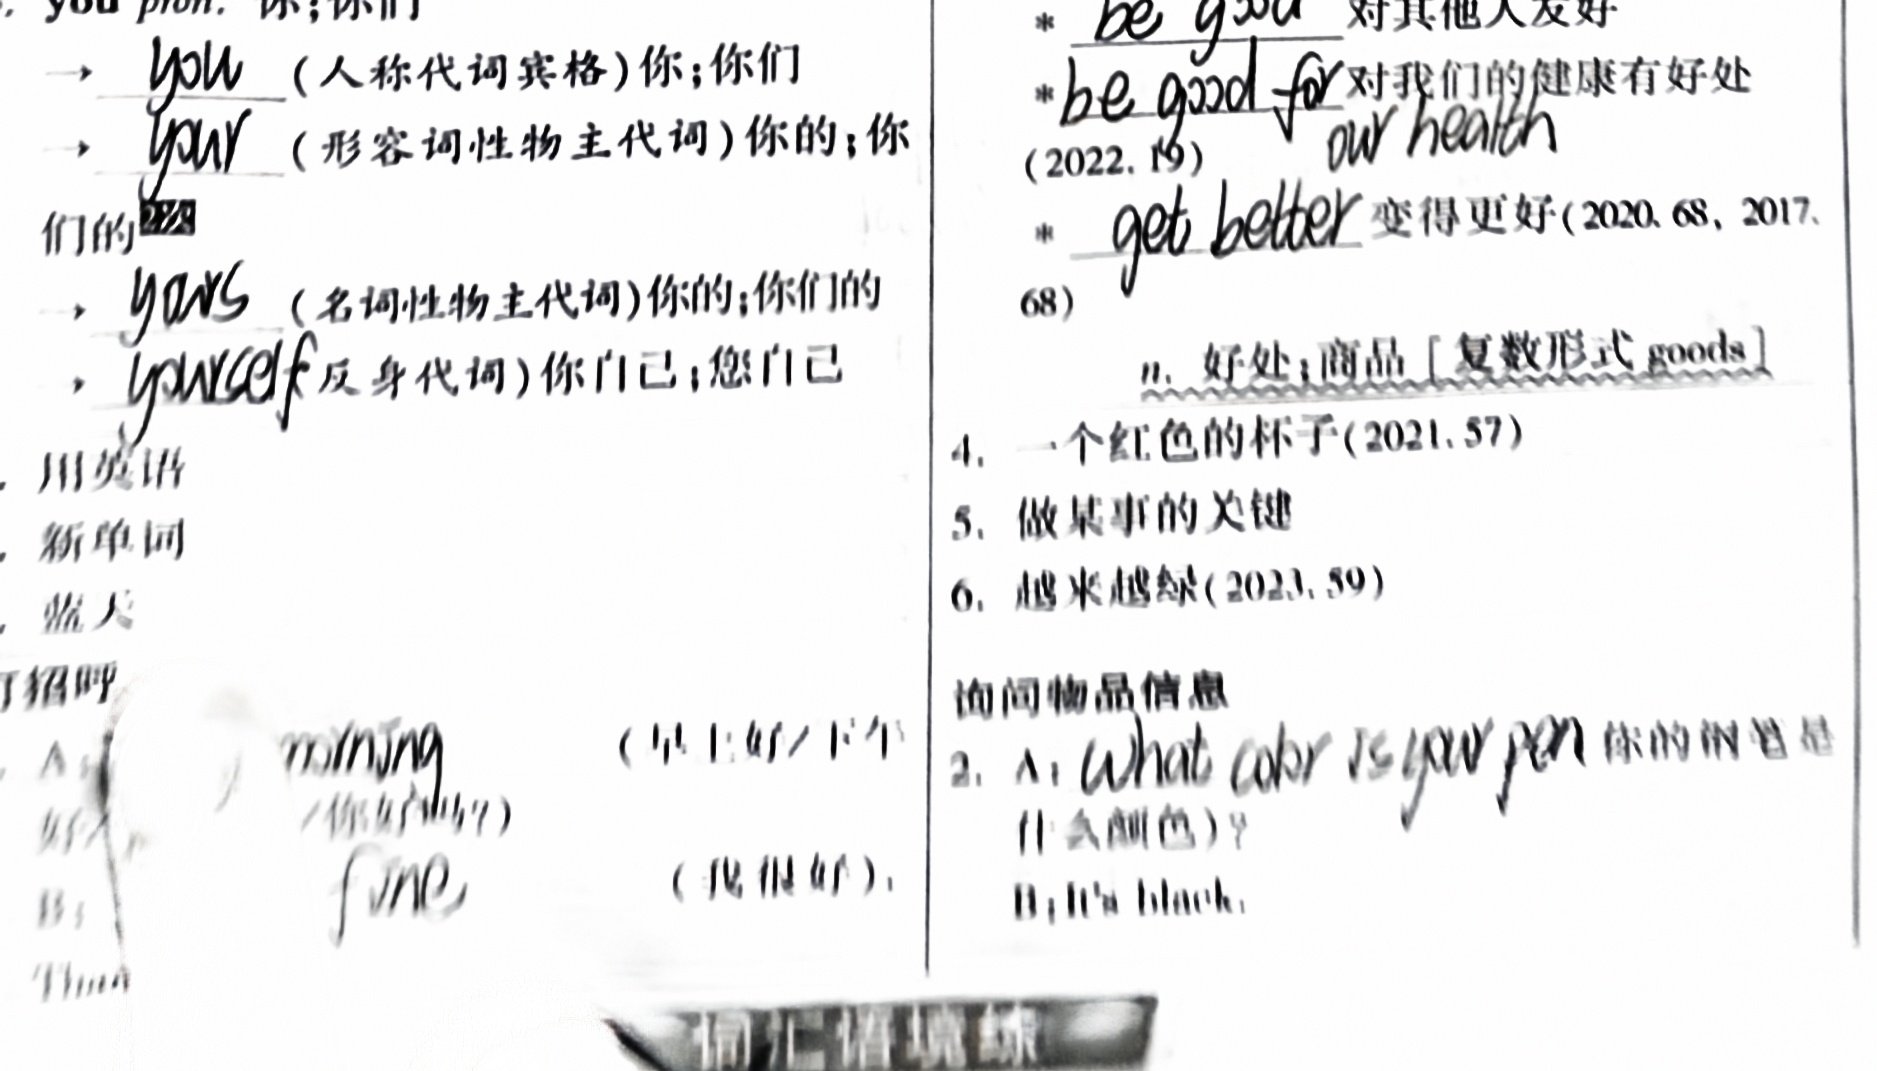 you pron. 你;你们
→ you (人称代词宾格)你;你们
→ your (形容词性物主代词)你的;你
们的
→ yours (名词性物主代词)你的;你们的
→ yourself 反身代词)你自己;您自己
. 用英语
. 新单词
. 蓝天
打招呼
A: morning (早上好/下午
好/ /你好吗?)
B: fine (我很好).
* be good 对其他人友好
* be good for 对我们的健康有好处
our health
(2022. 19)
* get better 变得更好(2020. 68, 2017.
68)
n. 好处;商品 [复数形式 goods]
4. 一个红色的杯子(2021. 57)
5. 做某事的关键
6. 越来越绿(2023. 59)
询问物品信息
2. A: What color is your pen 你的钢笔是
什么颜色)?
B: It's black.
词汇语境练